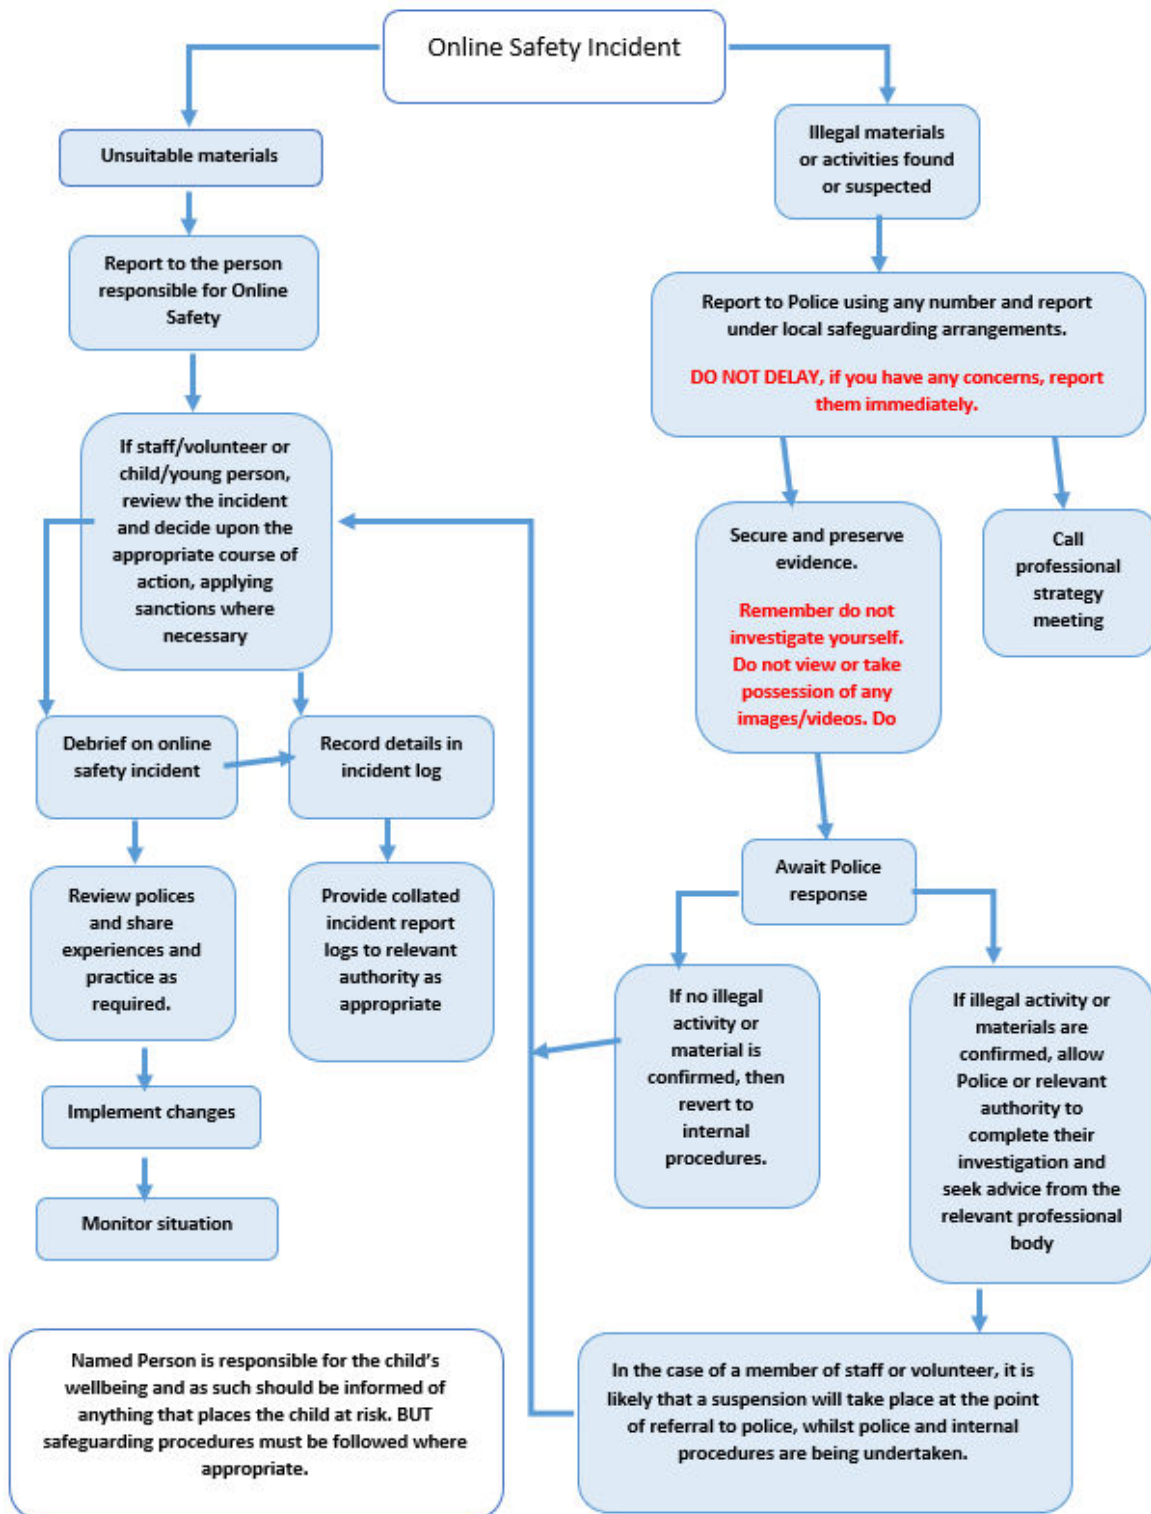 Online Safety Incident
Unsuitable materials
Report to the person
responsible for Online
Safety
If staff/volunteer or
child/young person,
review the incident
and decide upon the
appropriate course of
action, applying
sanctions where
necessary
Debrief on online
safety incident
Record details in
incident log
Review polices
and share
experiences and
practice as
required.
Provide collated
incident report
logs to relevant
authority as
appropriate
Implement changes
Monitor situation
Illegal materials
or activities found
or suspected
Report to Police using any number and report
under local safeguarding arrangements.
DO NOT DELAY, if you have any concerns, report
them immediately.
Secure and preserve
evidence.
Remember do not
investigate yourself.
Do not view or take
possession of any
images/videos. Do
Call
professional
strategy
meeting
Await Police
response
If no illegal
activity or
material is
confirmed, then
revert to
internal
procedures.
If illegal activity or
materials are
confirmed, allow
Police or relevant
authority to
complete their
investigation and
seek advice from the
relevant professional
body
In the case of a member of staff or volunteer, it is
likely that a suspension will take place at the point
of referral to police, whilst police and internal
procedures are being undertaken.
Named Person is responsible for the child's
wellbeing and as such should be informed of
anything that places the child at risk. BUT
safeguarding procedures must be followed where
appropriate.